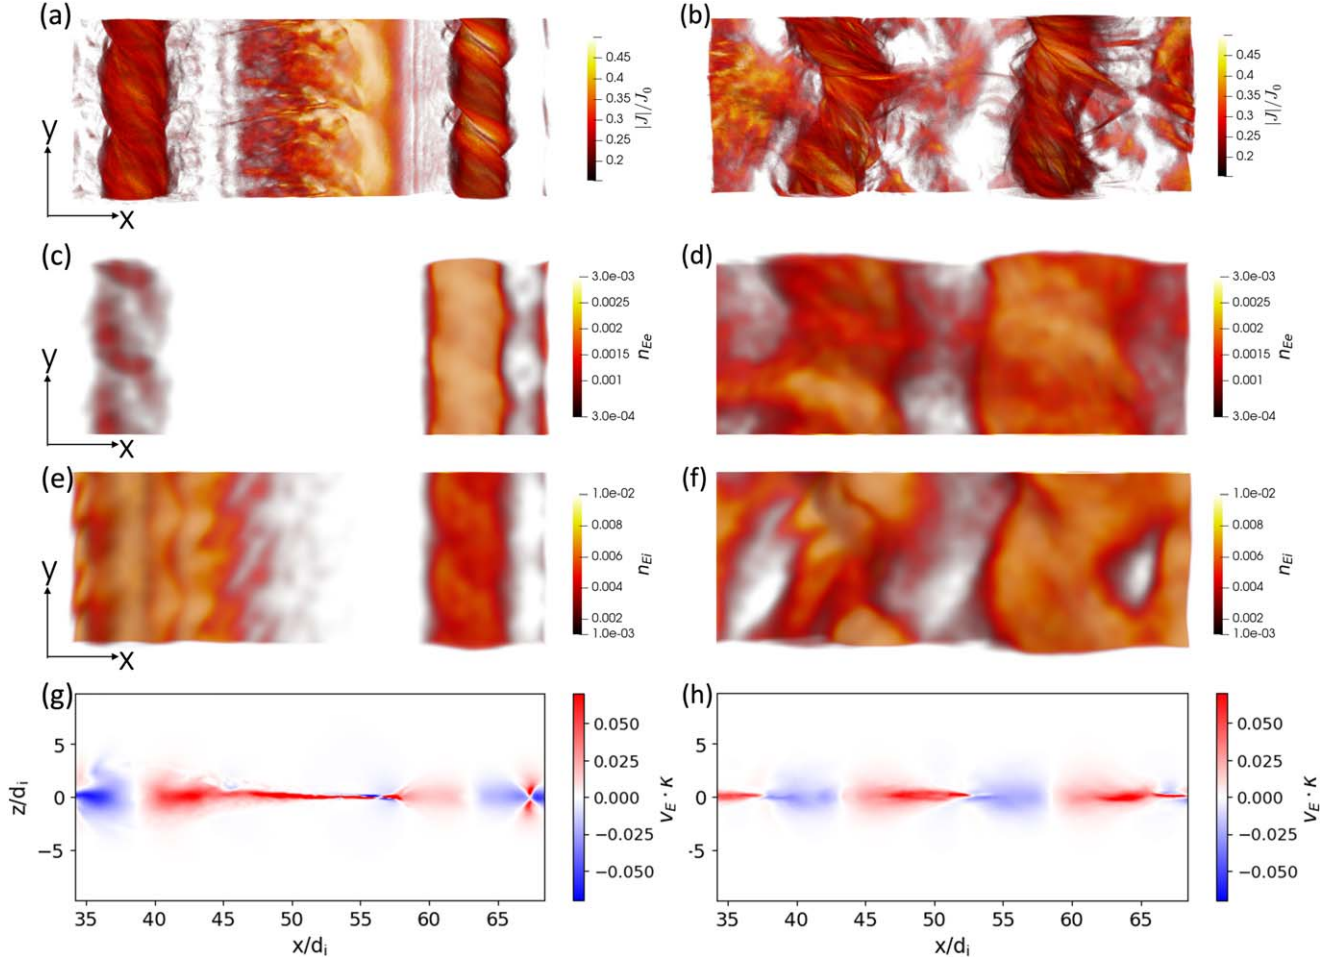 (a)
0.45
0.4
0.35
0.3
0.25
0.2
|J|/J₀
y
x
(b)
0.45
0.4
0.35
0.3
0.25
0.2
|J|/J₀
(c)
3.0e-03
0.0025
0.002
0.0015
0.001
3.0e-04
n_Ee
y
x
(d)
3.0e-03
0.0025
0.002
0.0015
0.001
3.0e-04
n_Ee
(e)
1.0e-02
0.008
0.006
0.004
0.002
1.0e-03
n_Ei
y
x
(f)
1.0e-02
0.008
0.006
0.004
0.002
1.0e-03
n_Ei
(g)
5
0
−5
z/dᵢ
35 40 45 50 55 60 65
x/dᵢ
0.050
0.025
0.000
−0.025
−0.050
v_E · κ
(h)
5
0
-5
35 40 45 50 55 60 65
x/dᵢ
0.050
0.025
0.000
−0.025
−0.050
v_E · κ